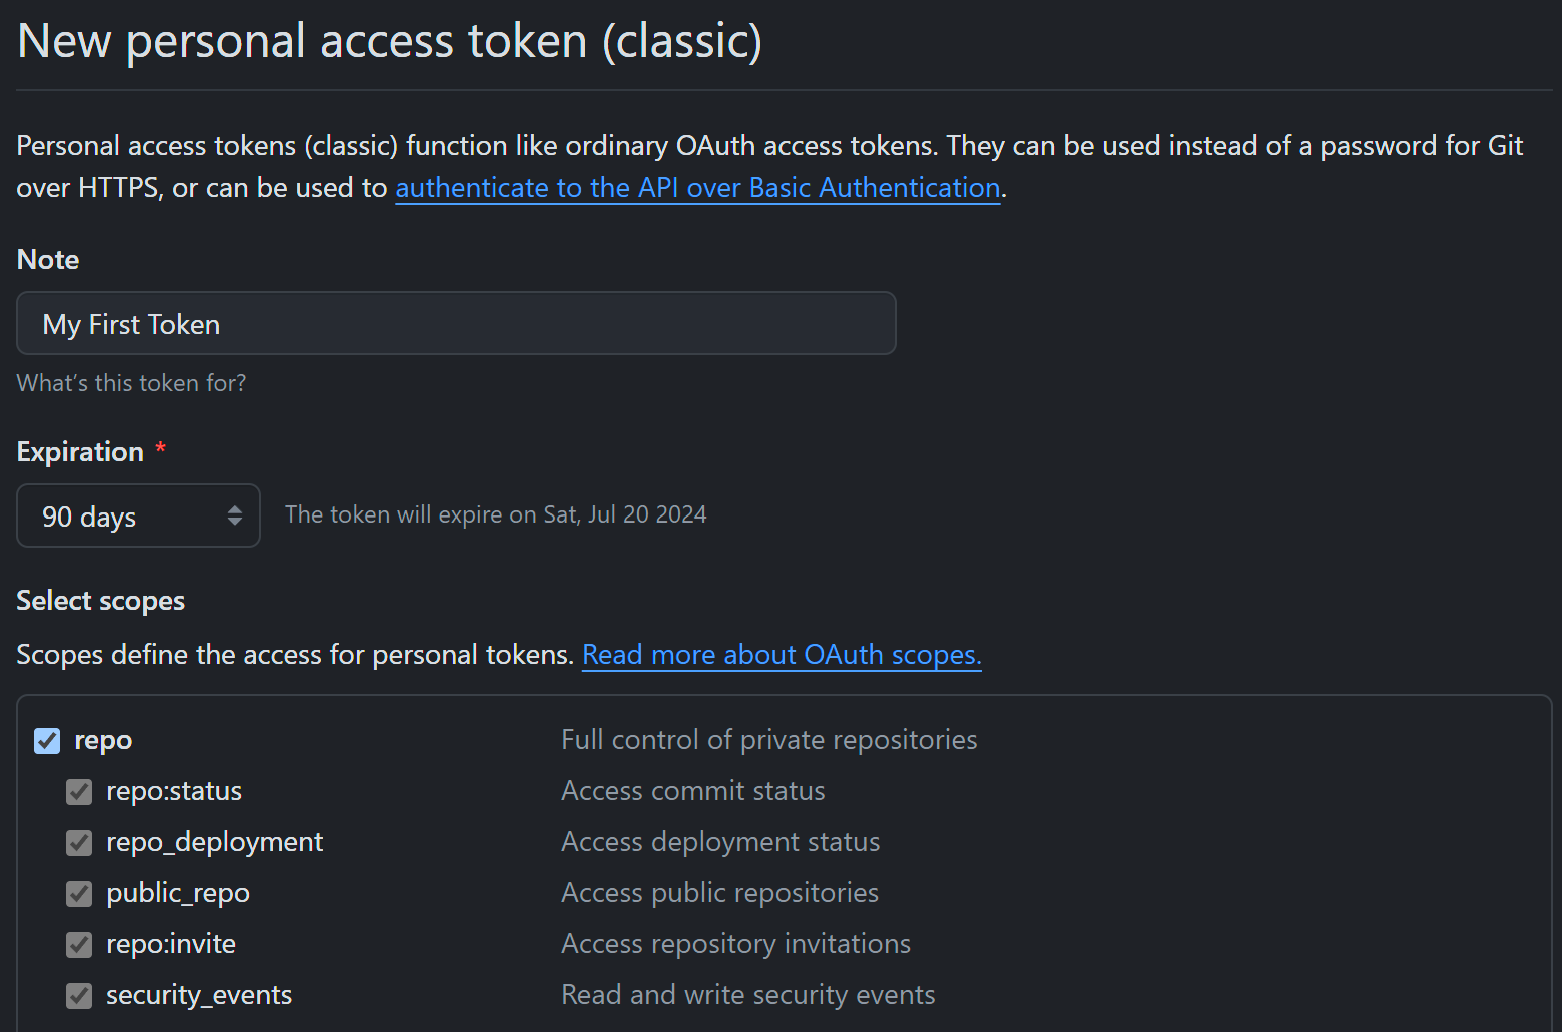 New personal access token (classic)
Personal access tokens (classic) function like ordinary OAuth access tokens. They can be used instead of a password for Git
over HTTPS, or can be used to authenticate to the API over Basic Authentication.
Note
My First Token
What's this token for?
Expiration *
90 days
The token will expire on Sat, Jul 20 2024
Select scopes
Scopes define the access for personal tokens. Read more about OAuth scopes.
repo Full control of private repositories
repo:status Access commit status
repo_deployment Access deployment status
public_repo Access public repositories
repo:invite Access repository invitations
security_events Read and write security events